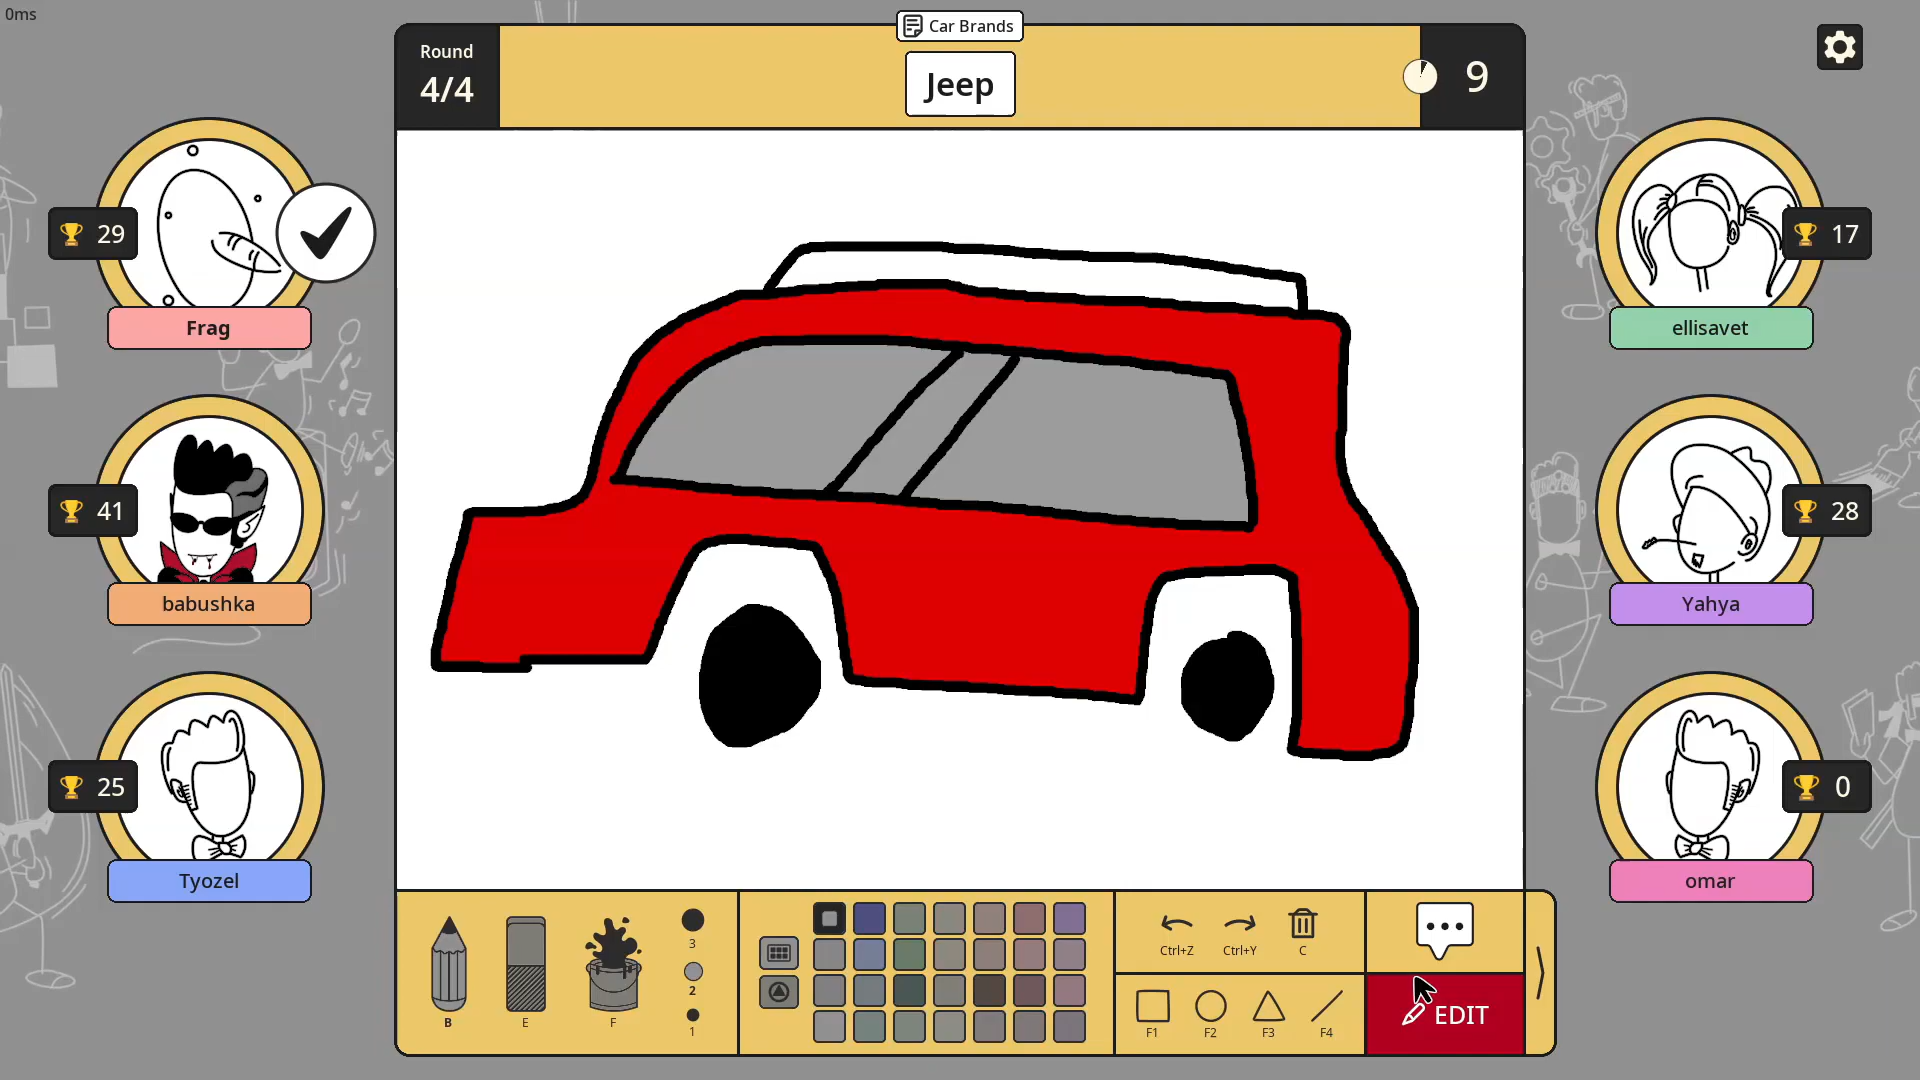 0ms
Car Brands
Round
4/4
Jeep
9
29
Frag
17
ellisavet
41
babushka
28
Yahya
25
Tyozel
0
omar
B
E
F
3
2
1
Ctrl+Z
Ctrl+Y
C
F1
F2
F3
F4
EDIT